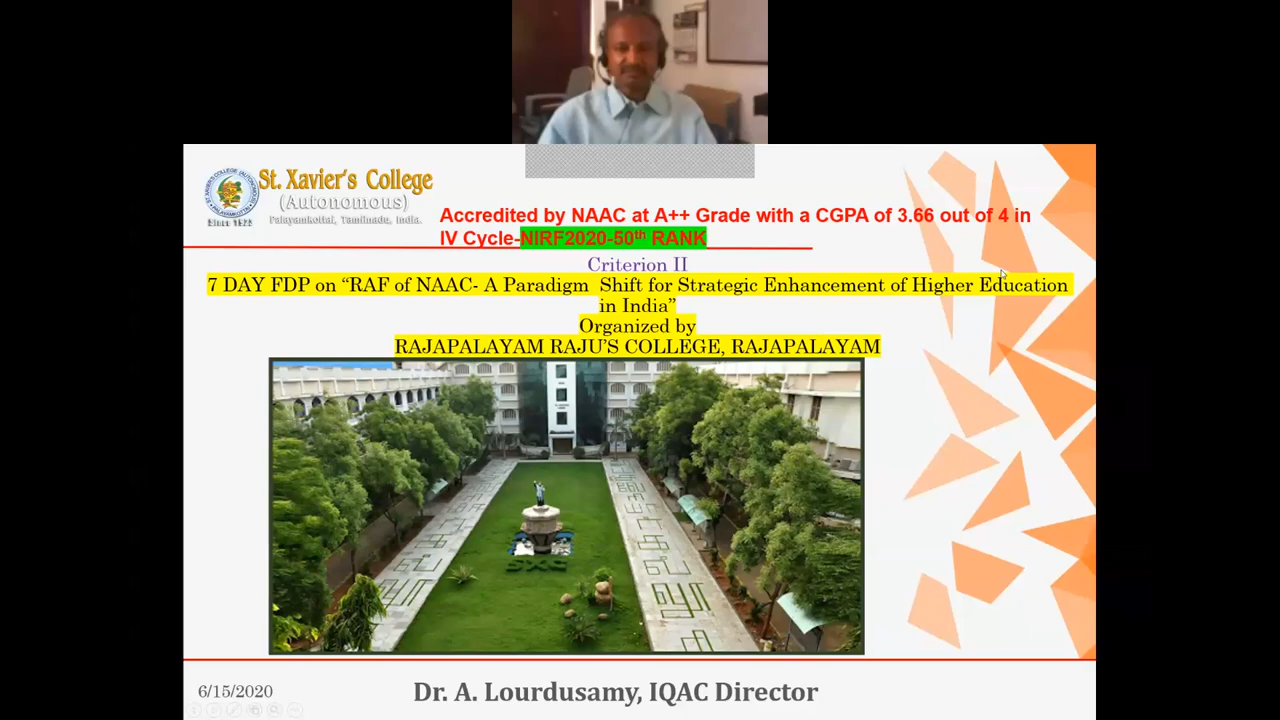 St. Xavier's College
(Autonomous)
Palayamkottai, Tamilnadu, India.
Since 1923
Accredited by NAAC at A++ Grade with a CGPA of 3.66 out of 4 in
IV Cycle-NIRF2020-50th RANK
Criterion II
7 DAY FDP on “RAF of NAAC- A Paradigm Shift for Strategic Enhancement of Higher Education
in India”
Organized by
RAJAPALAYAM RAJU’S COLLEGE, RAJAPALAYAM
SXC
6/15/2020
Dr. A. Lourdusamy, IQAC Director